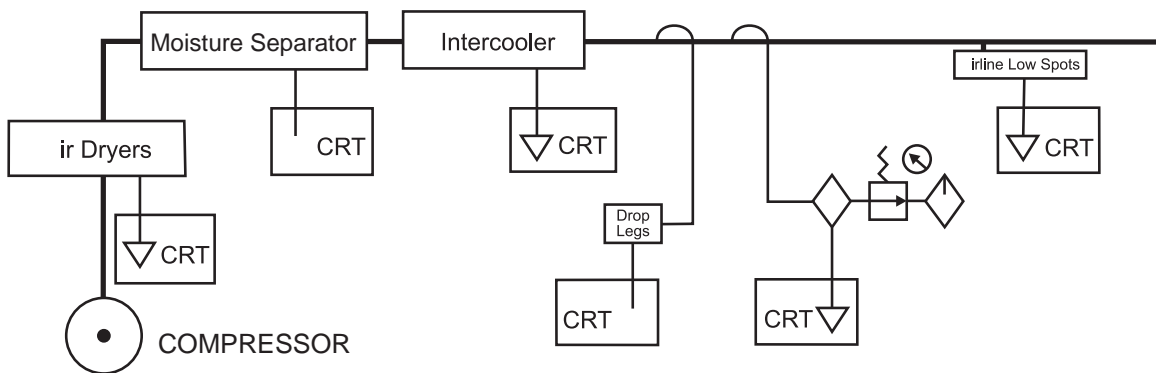 Moisture Separator
Intercooler
irline Low Spots
CRT
CRT
CRT
ir Dryers
Drop
Legs
CRT
CRT
CRT
COMPRESSOR